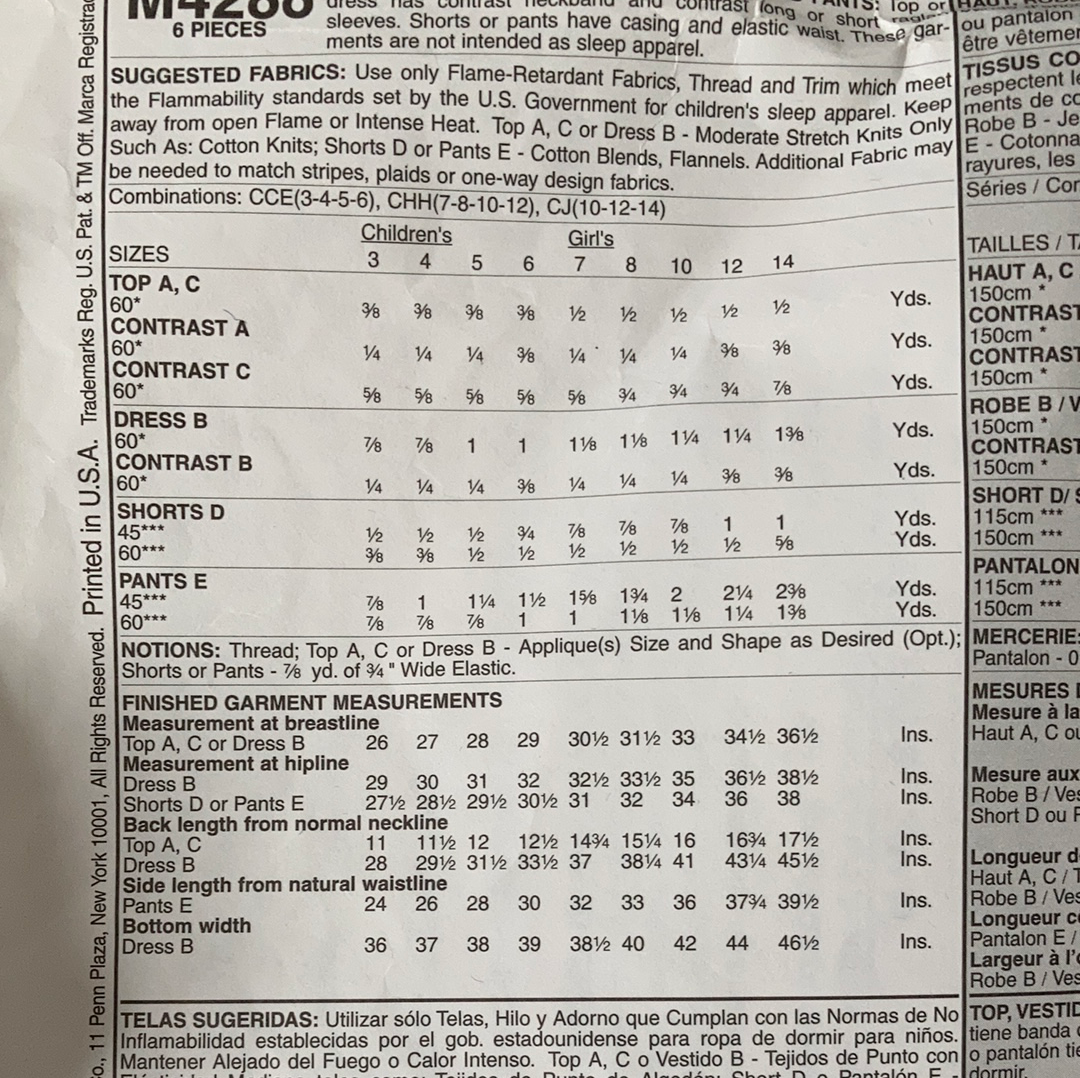 6 PIECES
dress has contrast neckband and contrast long or short
sleeves. Shorts or pants have casing and elastic waist. These gar-
ments are not intended as sleep apparel.
SUGGESTED FABRICS: Use only Flame-Retardant Fabrics, Thread and Trim which meet
the Flammability standards set by the U.S. Government for children's sleep apparel. Keep
away from open Flame or Intense Heat. Top A, C or Dress B - Moderate Stretch Knits Only
Such As: Cotton Knits; Shorts D or Pants E - Cotton Blends, Flannels. Additional Fabric may
be needed to match stripes, plaids or one-way design fabrics.
Combinations: CCE(3-4-5-6), CHH(7-8-10-12), CJ(10-12-14)
Children's Girl's
SIZES 3 4 5 6 7 8 10 12 14
TOP A, C
60* ⅜ ⅜ ⅜ ⅜ ½ ½ ½ ½ ½ Yds.
CONTRAST A
60* ¼ ¼ ¼ ⅜ ¼ ¼ ¼ ⅜ ⅜ Yds.
CONTRAST C
60* ⅝ ⅝ ⅝ ⅝ ⅝ ¾ ¾ ¾ ⅞ Yds.
DRESS B
60* ⅞ ⅞ 1 1 1⅛ 1⅛ 1¼ 1¼ 1⅜ Yds.
CONTRAST B
60* ¼ ¼ ¼ ⅜ ¼ ¼ ¼ ⅜ ⅜ Yds.
SHORTS D
45*** ½ ½ ½ ¾ ⅞ ⅞ ⅞ 1 1 Yds.
60*** ⅜ ⅜ ½ ½ ½ ½ ½ ½ ⅝ Yds.
PANTS E
45*** ⅞ 1 1¼ 1½ 1⅝ 1¾ 2 2¼ 2⅜ Yds.
60*** ⅞ ⅞ ⅞ 1 1 1⅛ 1⅛ 1¼ 1⅜ Yds.
NOTIONS: Thread; Top A, C or Dress B - Applique(s) Size and Shape as Desired (Opt.);
Shorts or Pants - ⅞ yd. of ¾" Wide Elastic.
FINISHED GARMENT MEASUREMENTS
Measurement at breastline
Top A, C or Dress B 26 27 28 29 30½ 31½ 33 34½ 36½ Ins.
Measurement at hipline
Dress B 29 30 31 32 32½ 33½ 35 36½ 38½ Ins.
Shorts D or Pants E 27½ 28½ 29½ 30½ 31 32 34 36 38 Ins.
Back length from normal neckline
Top A, C 11 11½ 12 12½ 14¾ 15¼ 16 16¾ 17½ Ins.
Dress B 28 29½ 31½ 33½ 37 38¼ 41 43¼ 45½ Ins.
Side length from natural waistline
Pants E 24 26 28 30 32 33 36 37¾ 39½ Ins.
Bottom width
Dress B 36 37 38 39 38½ 40 42 44 46½ Ins.
TELAS SUGERIDAS: Utilizar sólo Telas, Hilo y Adorno que Cumplan con las Normas de No
Inflamabilidad establecidas por el gob. estadounidense para ropa de dormir para niños.
Mantener Alejado del Fuego o Calor Intenso. Top A, C o Vestido B - Tejidos de Punto con
, 11 Penn Plaza, New York 10001, All Rights Reserved. Printed in U.S.A. Trademarks Reg. U.S. Pat. & TM Off. Marca Registrad
ou pantalon
être vêtemen
TISSUS CO
respectent le
ments de co
Robe B - Je
E - Cotonna
rayures, les
Séries / Con
TAILLES / TA
HAUT A, C
150cm *
CONTRAST
150cm *
CONTRAST
150cm *
ROBE B / V
150cm *
CONTRAST
150cm *
SHORT D/ S
115cm ***
150cm ***
PANTALON
115cm ***
150cm ***
MERCERIE:
Pantalon - 0
MESURES
Mesure à la
Haut A, C ou
Mesure aux
Robe B / Ves
Short D ou P
Longueur d
Haut A, C / T
Robe B / Ves
Longueur co
Pantalon E /
Largeur à l'
Robe B / Ves
TOP, VESTID
tiene banda
o pantalón tie
dormir.